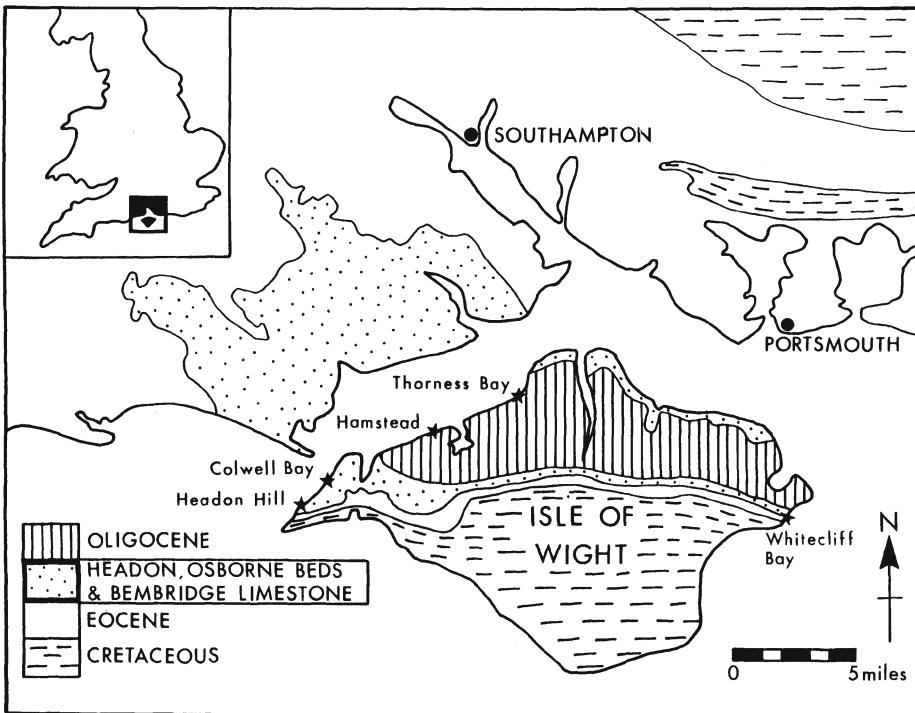 SOUTHAMPTON
PORTSMOUTH
Thorness Bay
Hamstead
Colwell Bay
Headon Hill
ISLE OF
WIGHT
Whitecliff
Bay
N
OLIGOCENE
HEADON, OSBORNE BEDS
& BEMBRIDGE LIMESTONE
EOCENE
CRETACEOUS
0 5 miles